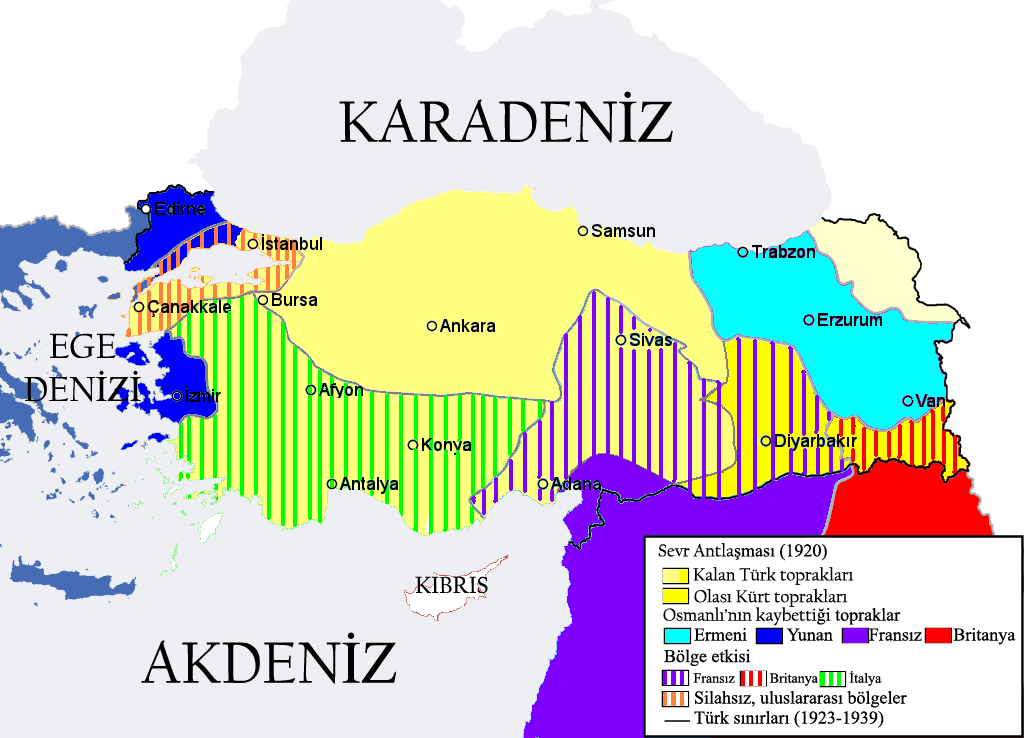 KARADENİZ
Edirne
İstanbul
Samsun
Trabzon
Çanakkale
Bursa
Ankara
Erzurum
Sivas
EGE
DENİZİ
İzmir
Afyon
Van
Konya
Diyarbakır
Antalya
Adana
KIBRIS
AKDENİZ
Sevr Antlaşması (1920)
Kalan Türk toprakları
Olası Kürt toprakları
Osmanlı'nın kaybettiği topraklar
Ermeni Yunan Fransız Britanya
Bölge etkisi
Fransız Britanya İtalya
Silahsız, uluslararası bölgeler
Türk sınırları (1923-1939)